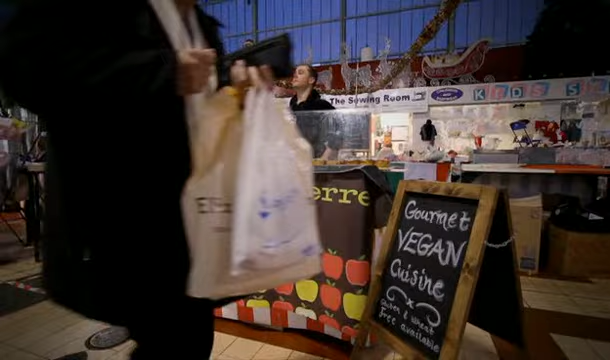 The Sewing Room
KIDS
erre
Gourmet
VEGAN
Cuisine
Gluten & Wheat
Free available